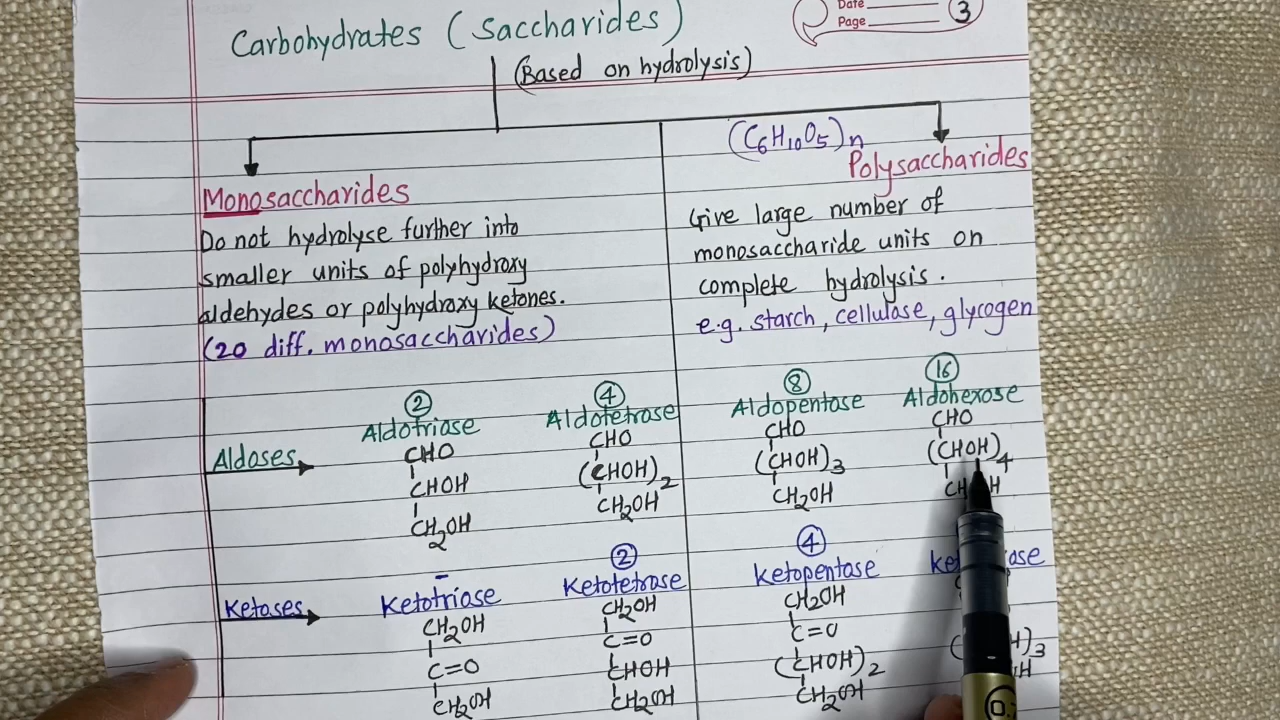 Date
Page 3
Carbohydrates (Saccharides)
(Based on hydrolysis)
(C6H10O5)n
Monosaccharides
Do not hydrolyse further into
smaller units of polyhydroxy
aldehydes or polyhydroxy ketones.
(20 diff. monosaccharides)
Polysaccharides
Give large number of
monosaccharide units on
complete hydrolysis.
e.g. starch, cellulase, glycogen
Aldoses
2
Aldotriose
CHO
CHOH
CH2OH
4
Aldotetrose
CHO
(CHOH)2
CH2OH
8
Aldopentose
CHO
(CHOH)3
CH2OH
16
Aldohexose
CHO
(CHOH)4
Ketoses
-
Ketotriose
CH2OH
C=O
CH2OH
2
Ketotetrose
CH2OH
C=O
CHOH
CH2OH
4
Ketopentose
CH2OH
C=O
(CHOH)2
CH2OH